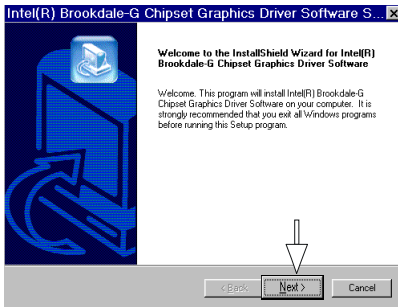 Intel(R) Brookdale-G Chipset Graphics Driver Software S...
Welcome to the InstallShield Wizard for Intel(R)
Brookdale-G Chipset Graphics Driver Software
Welcome. This program will install Intel(R) Brookdale-G
Chipset Graphics Driver Software on your computer. It is
strongly recommended that you exit all Windows programs
before running this Setup program.
< Back Next > Cancel